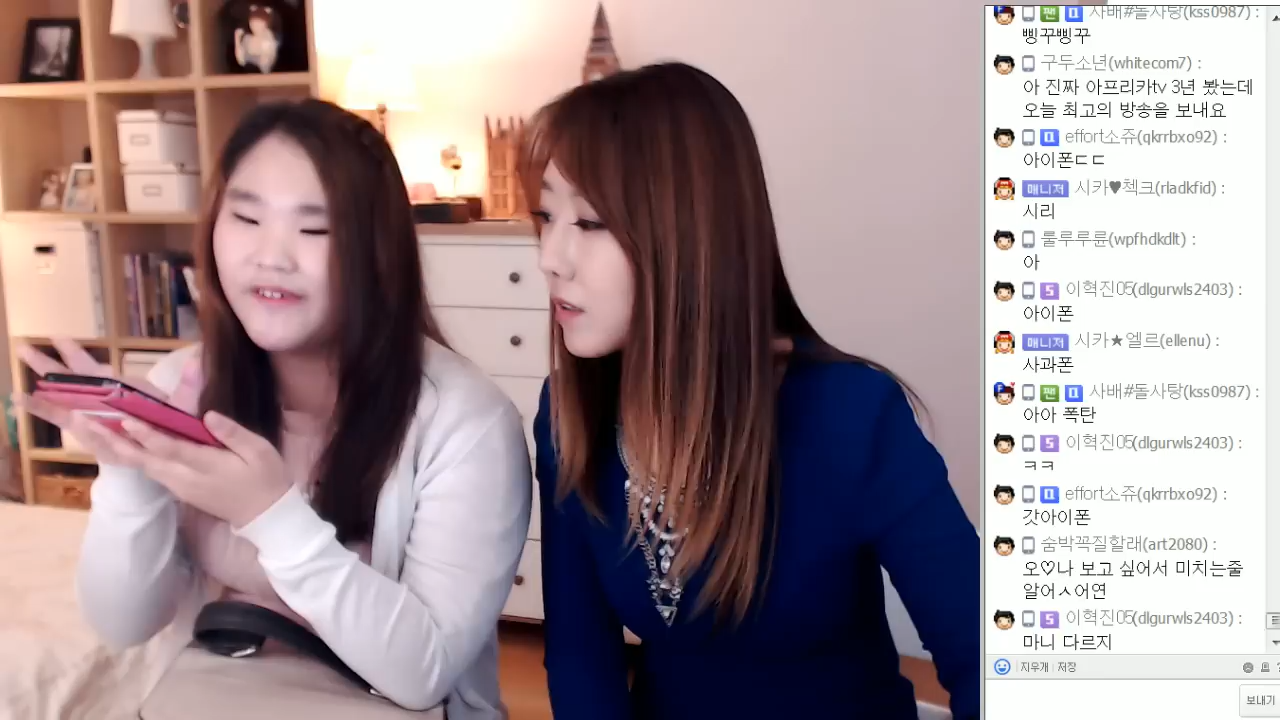 사배#돌사탕(kss0987) :
삥꾸삥꾸
구두소년(whitecom7) :
아 진짜 아프리카tv 3년 봤는데
오늘 최고의 방송을 보내요
effort소쥬(qkrrbxo92) :
아이폰ㄷㄷ
매니저 시카♥첵크(rladkfid) :
시리
룰루루륜(wpfhdkdlt) :
아
S 이혁진05(dlgurwls2403) :
아이폰
매니저 시카★엘르(ellenu) :
사과폰
팬 사배#돌사탕(kss0987) :
아아 폭탄
S 이혁진05(dlgurwls2403) :
ㅋㅋ
effort소쥬(qkrrbxo92) :
갓아이폰
숨박꼭질할래(art2080) :
오♡나 보고 싶어서 미치는줄
알어ㅅ어연
S 이혁진05(dlgurwls2403) :
마니 다르지
지우개 | 저장
보내기